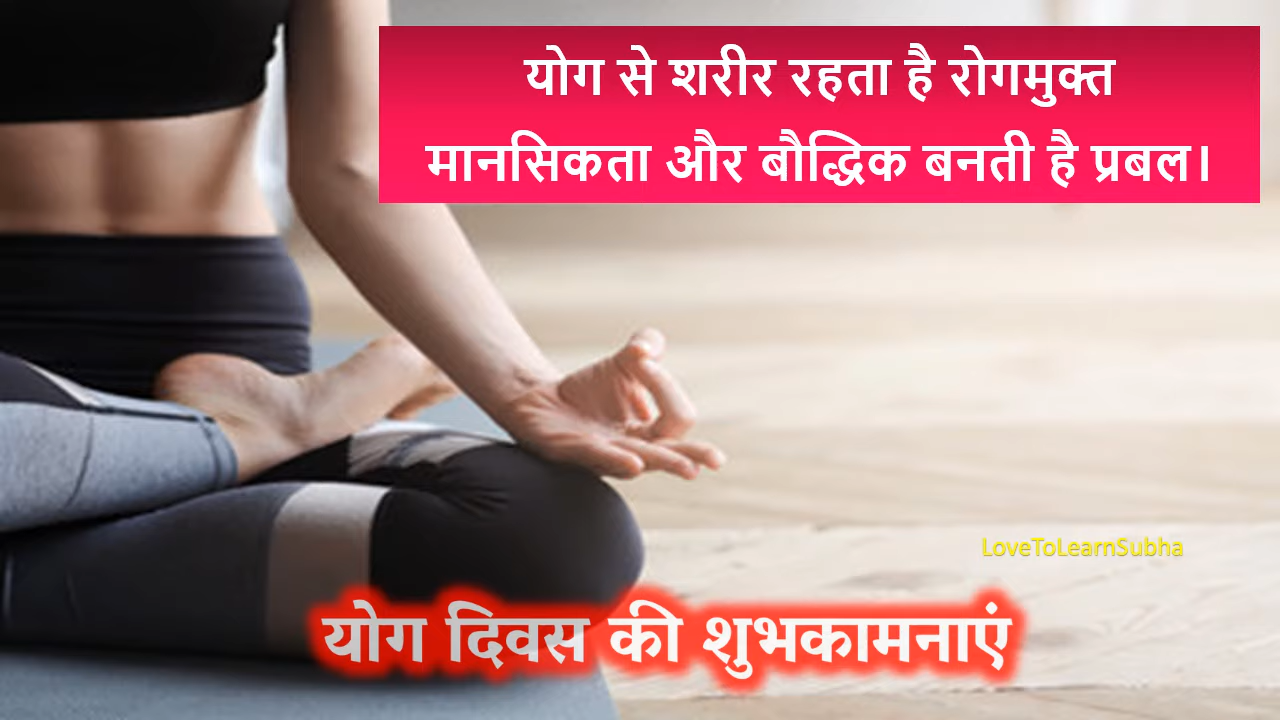 योग से शरीर रहता है रोगमुक्त
मानसिकता और बौद्धिक बनती है प्रबल।
LoveToLearnSubha
योग दिवस की शुभकामनाएं